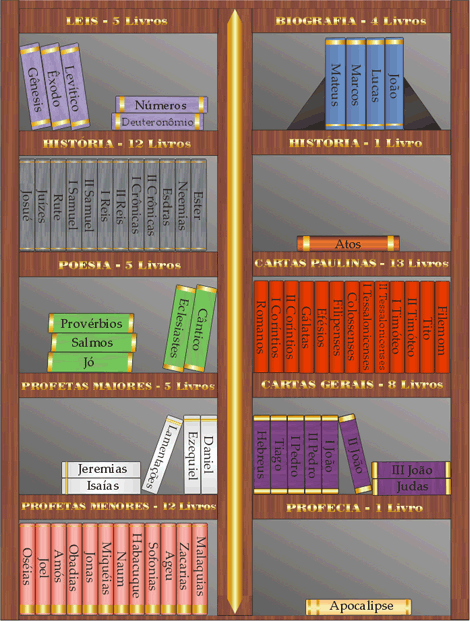 LEIS - 5 Livros
Gênesis
Êxodo
Levítico
Números
Deuteronômio
HISTÓRIA - 12 Livros
Josué
Juízes
Rute
I Samuel
II Samuel
I Reis
II Reis
I Crônicas
II Crônicas
Esdras
Neemias
Ester
POESIA - 5 Livros
Provérbios
Salmos
Jó
Eclesiastes
Cântico
PROFETAS MAIORES - 5 Livros
Jeremias
Isaías
Lamentações
Ezequiel
Daniel
PROFETAS MENORES - 12 Livros
Oséias
Joel
Amós
Obadias
Jonas
Miquéias
Naum
Habacuque
Sofonias
Ageu
Zacarias
Malaquias
BIOGRAFIA - 4 Livros
Mateus
Marcos
Lucas
João
HISTÓRIA - 1 Livro
Atos
CARTAS PAULINAS - 13 Livros
Romanos
I Coríntios
II Coríntios
Gálatas
Efésios
Filipenses
Colossenses
I Tessalonicenses
II Tessalonicenses
I Timóteo
II Timóteo
Tito
Filemom
CARTAS GERAIS - 8 Livros
Hebreus
Tiago
I Pedro
II Pedro
I João
II João
III João
Judas
PROFECIA - 1 Livro
Apocalipse